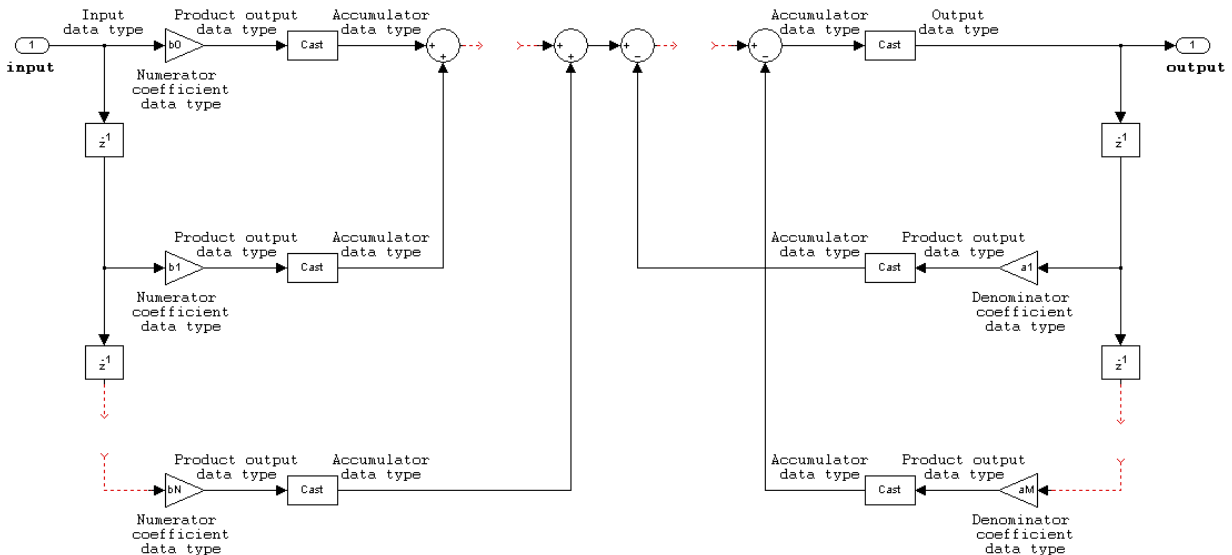 Input
data type
Product output
data type
Accumulator
data type
Accumulator
data type
Output
data type
1
b0
Cast
+
+
+
+
+
−
+
−
Cast
1
input
output
Numerator
coefficient
data type
z-1
z-1
Product output
data type
Accumulator
data type
Accumulator
data type
Product output
data type
b1
Cast
Cast
a1
Numerator
coefficient
data type
Denominator
coefficient
data type
z-1
z-1
Product output
data type
Accumulator
data type
Accumulator
data type
Product output
data type
bN
Cast
Cast
aM
Numerator
coefficient
data type
Denominator
coefficient
data type